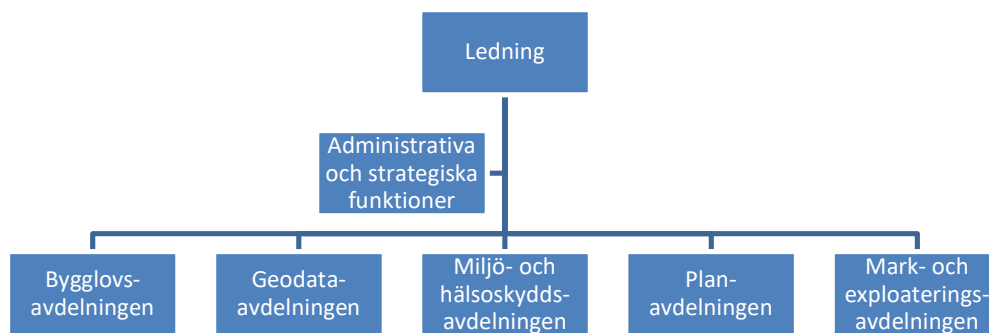 Ledning
Administrativa
och strategiska
funktioner
Bygglovs-
avdelningen
Geodata-
avdelningen
Miljö- och
hälsoskydds-
avdelningen
Plan-
avdelningen
Mark- och
exploaterings-
avdelningen